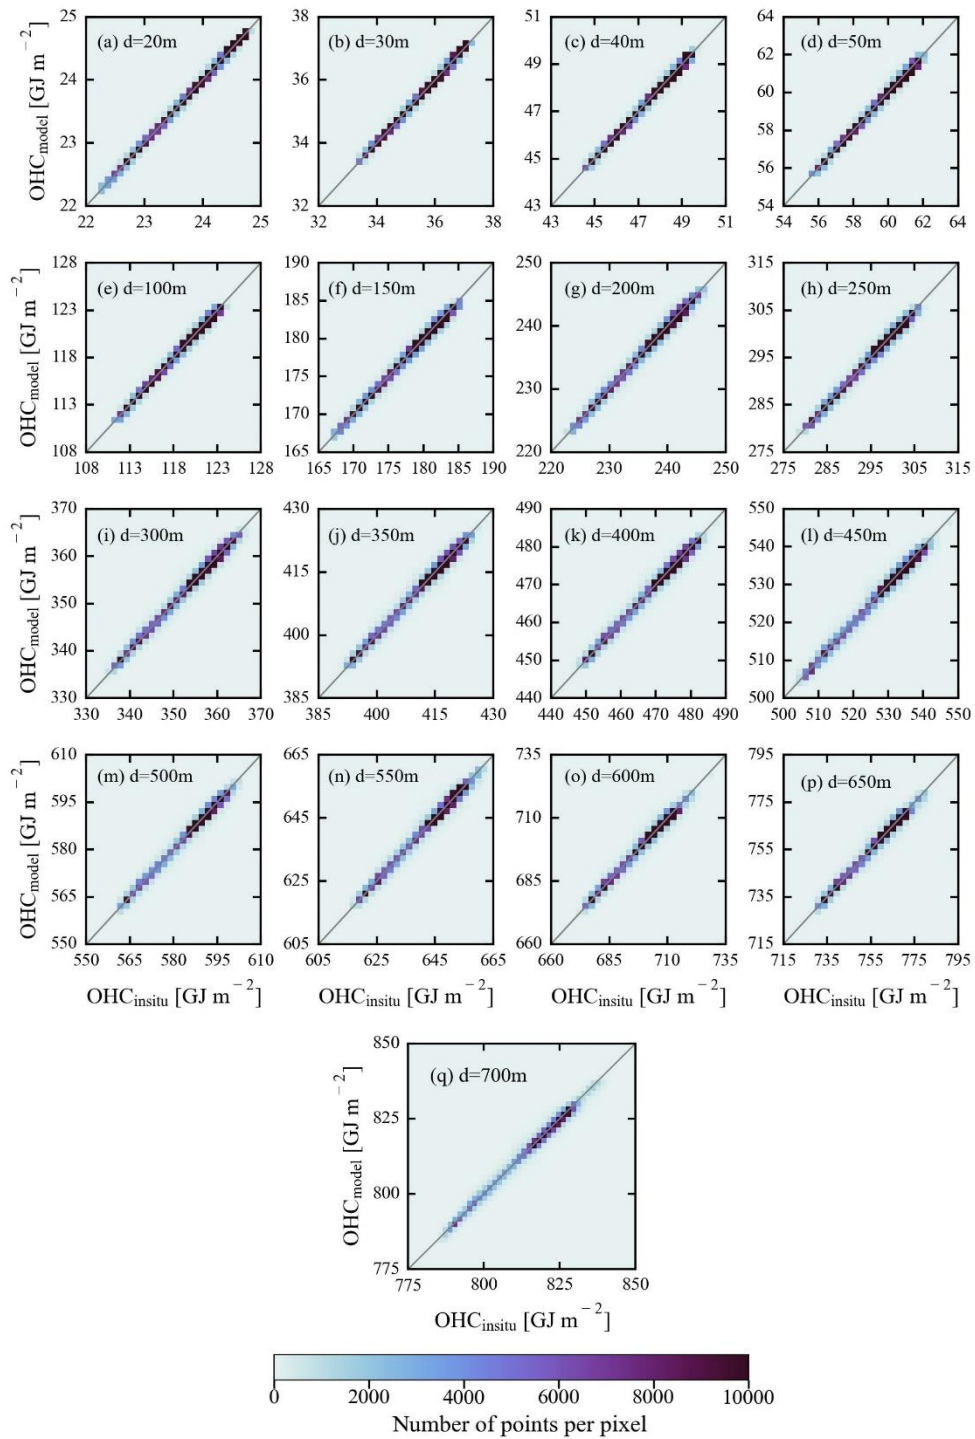 25
24
23
22
OHC_model [GJ m^−2]
(a) d=20m
22 23 24 25
38
36
34
32
(b) d=30m
32 34 36 38
51
49
47
45
43
(c) d=40m
43 45 47 49 51
64
62
60
58
56
54
(d) d=50m
54 56 58 60 62 64
128
123
118
113
108
OHC_model [GJ m^−2]
(e) d=100m
108 113 118 123 128
190
185
180
175
170
165
(f) d=150m
165 170 175 180 185 190
250
240
230
220
(g) d=200m
220 230 240 250
315
305
295
285
275
(h) d=250m
275 285 295 305 315
370
360
350
340
330
OHC_model [GJ m^−2]
(i) d=300m
330 340 350 360 370
430
415
400
385
(j) d=350m
385 400 415 430
490
480
470
460
450
440
(k) d=400m
440 450 460 470 480 490
550
540
530
520
510
500
(l) d=450m
500 510 520 530 540 550
610
595
580
565
550
OHC_model [GJ m^−2]
(m) d=500m
550 565 580 595 610
OHC_insitu [GJ m^−2]
665
645
625
605
(n) d=550m
605 625 645 665
OHC_insitu [GJ m^−2]
735
710
685
660
(o) d=600m
660 685 710 735
OHC_insitu [GJ m^−2]
795
775
755
735
715
(p) d=650m
715 735 755 775 795
OHC_insitu [GJ m^−2]
850
825
800
775
OHC_model [GJ m^−2]
(q) d=700m
775 800 825 850
OHC_insitu [GJ m^−2]
0 2000 4000 6000 8000 10000
Number of points per pixel